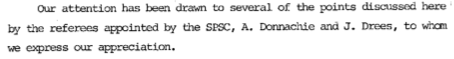 Our attention has been drawn to several of the points discussed here
by the referees appointed by the SPSC, A. Donnachie and J. Drees, to whom
we express our appreciation.